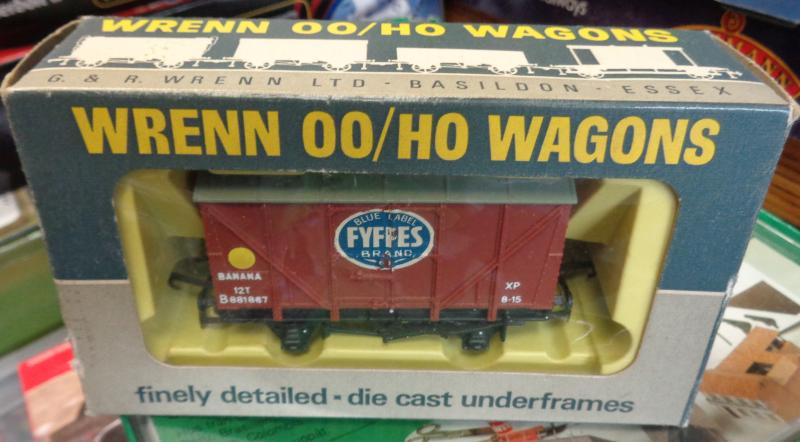 WRENN OO/HO WAGONS
G. & R. WRENN LTD - BASILDON - ESSEX
WRENN OO/HO WAGONS
BLUE LABEL
FYFFES
BRAND
BANANA
12T
B881867
XP
8-15
finely detailed • die cast underframes